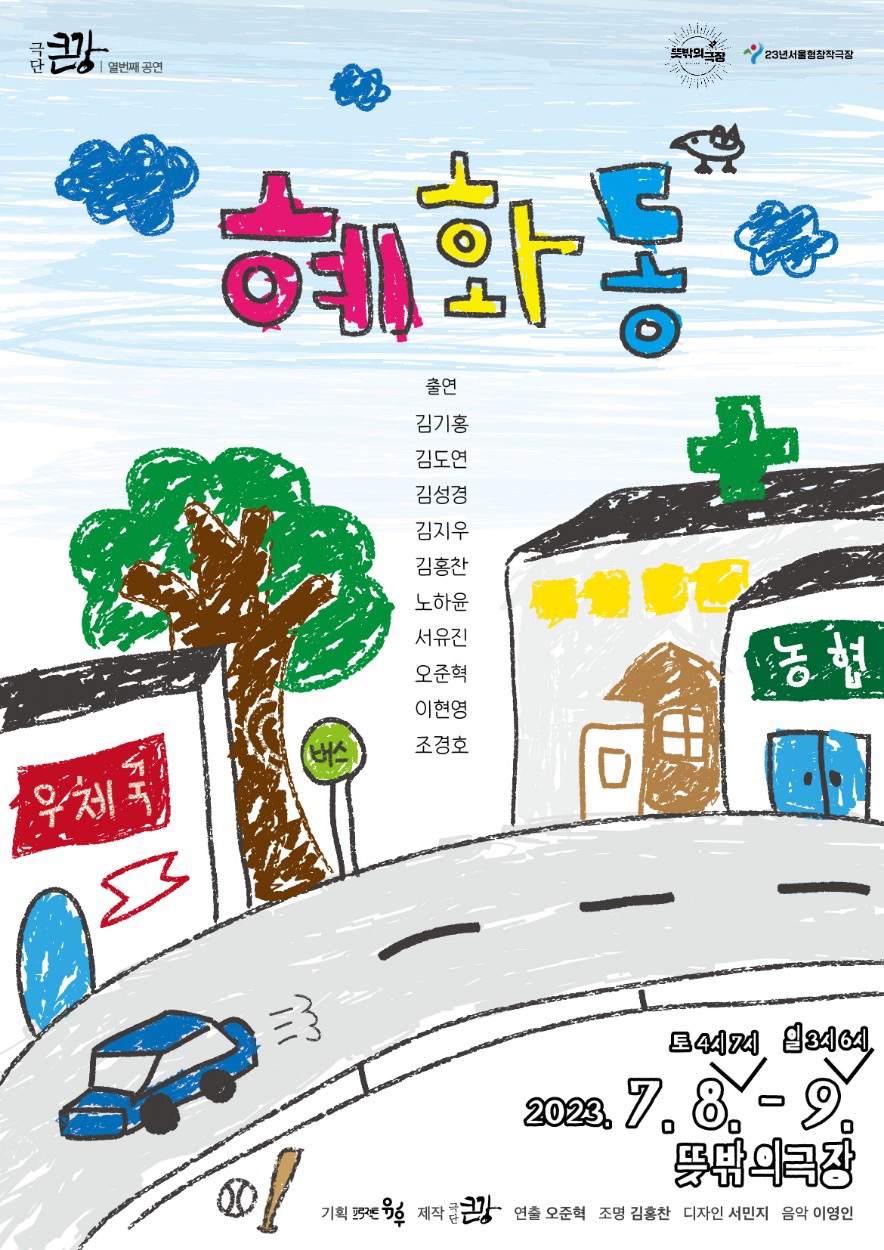 극단 큰강 | 열번째 공연
뜻밖의극장
23년서울형창작극장
혜화동
출연
김기홍
김도연
김성경
김지우
김홍찬
노하윤
서유진
오준혁
이현영
조경호
농협
버스
우체국
토 4시 7시 일 3시 6시
2023. 7. 8. - 9.
뜻밖의극장
기획 프로젝트 유우 제작 극단 큰강 연출 오준혁 조명 김홍찬 디자인 서민지 음악 이영인